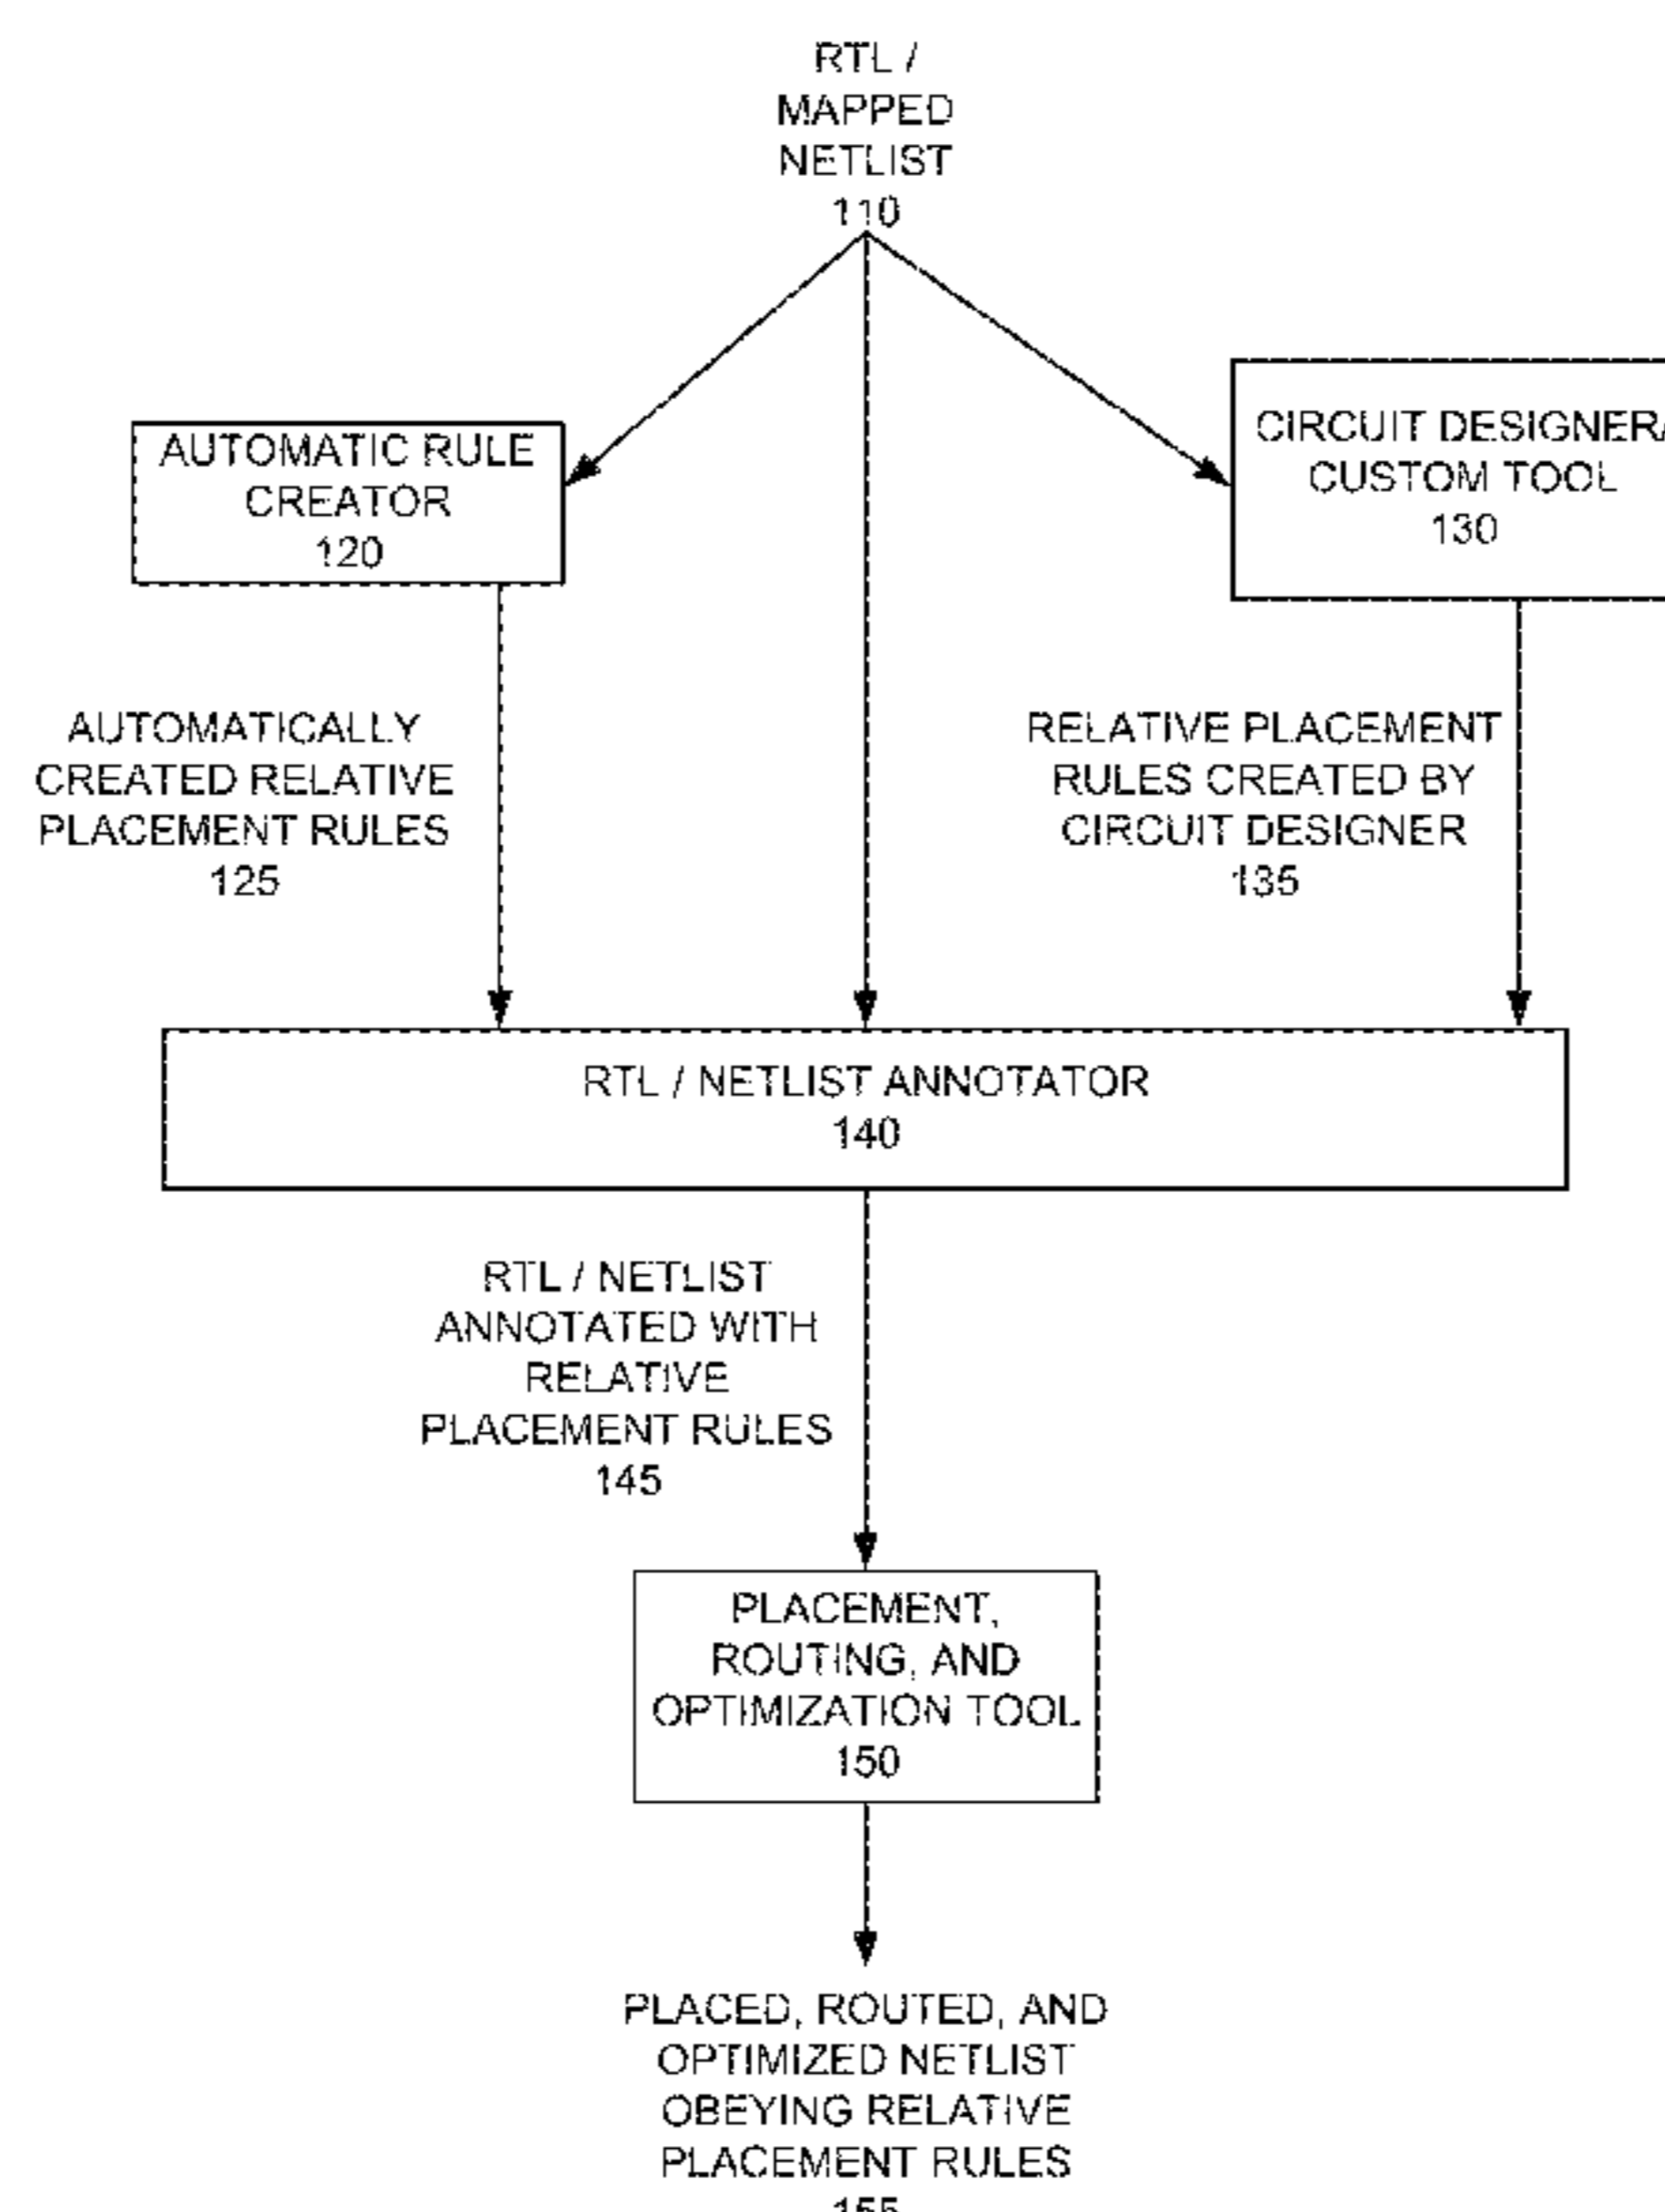 RTL /
MAPPED
NETLIST
110
AUTOMATIC RULE
CREATOR
120
CIRCUIT DESIGNER/
CUSTOM TOOL
130
AUTOMATICALLY
CREATED RELATIVE
PLACEMENT RULES
125
RELATIVE PLACEMENT
RULES CREATED BY
CIRCUIT DESIGNER
135
RTL / NETLIST ANNOTATOR
140
RTL / NETLIST
ANNOTATED WITH
RELATIVE
PLACEMENT RULES
145
PLACEMENT,
ROUTING, AND
OPTIMIZATION TOOL
150
PLACED, ROUTED, AND
OPTIMIZED NETLIST
OBEYING RELATIVE
PLACEMENT RULES
155